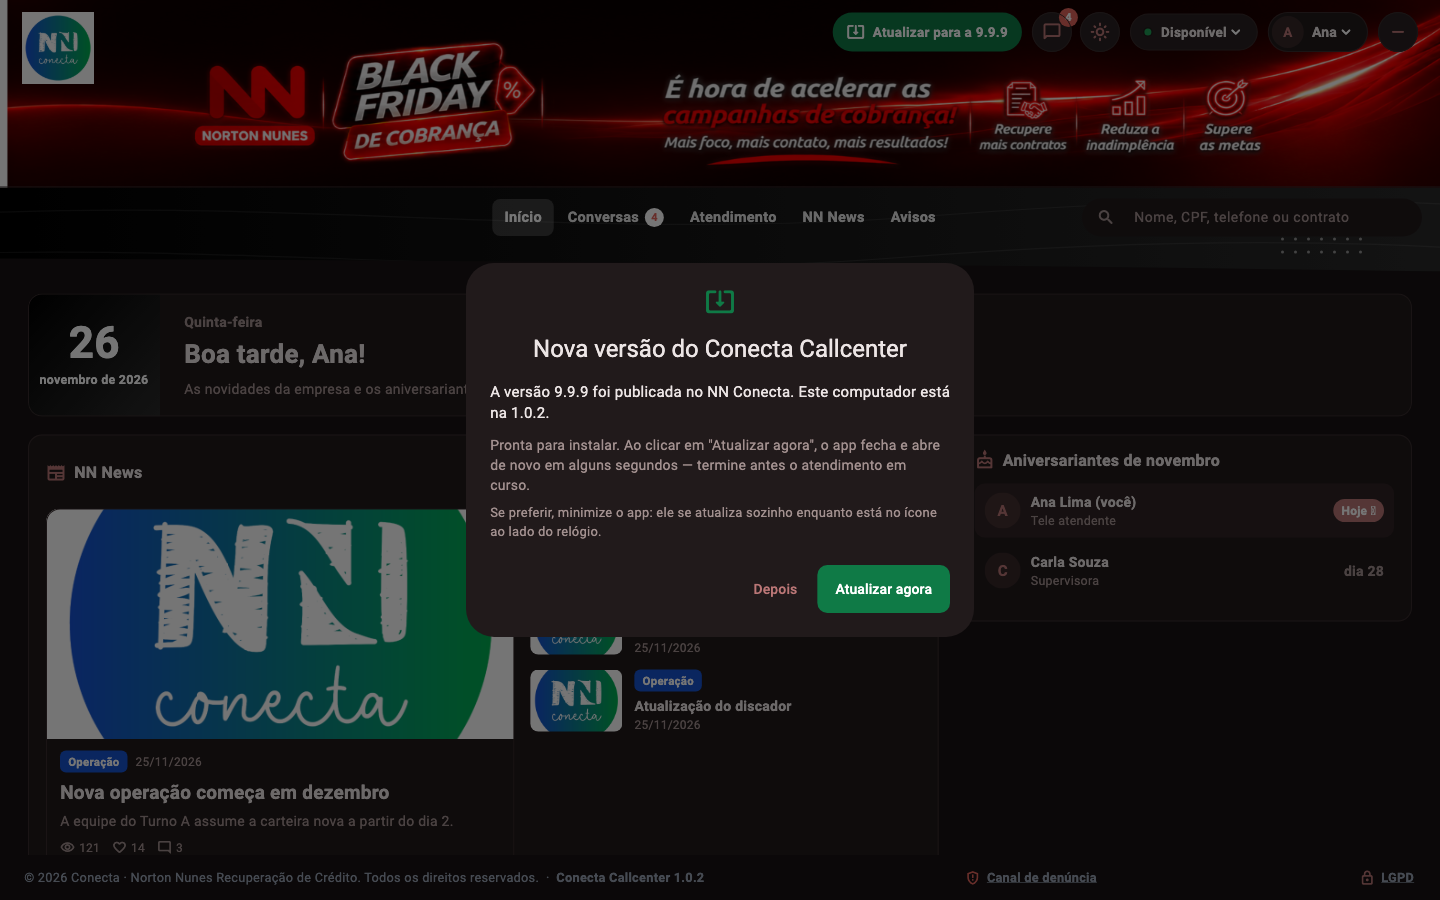 NN
conecta
Atualizar para a 9.9.9
4
A
Ana
Disponível
NN
NORTON NUNES
BLACK
FRIDAY
%
DE COBRANÇA
É hora de acelerar as
campanhas de cobrança!
Mais foco, mais contato, mais resultados!
Recupere
mais contratos
Reduza a
inadimplência
Supere
as metas
Início
Conversas 4
Atendimento
NN News
Avisos
Nome, CPF, telefone ou contrato
26
novembro de 2026
Quinta-feira
Boa tarde, Ana!
As novidades da empresa e os aniversariant
Nova versão do Conecta Callcenter
A versão 9.9.9 foi publicada no NN Conecta. Este computador está
na 1.0.2.
Pronta para instalar. Ao clicar em "Atualizar agora", o app fecha e abre
de novo em alguns segundos — termine antes o atendimento em
curso.
Se preferir, minimize o app: ele se atualiza sozinho enquanto está no ícone
ao lado do relógio.
Depois
Atualizar agora
NN News
NN
conecta
Operação 25/11/2026
Nova operação começa em dezembro
A equipe do Turno A assume a carteira nova a partir do dia 2.
121 14 3
conecta
25/11/2026
NN
conecta
Operação
Atualização do discador
25/11/2026
Aniversariantes de novembro
A
Ana Lima (você)
Tele atendente
Hoje
C
Carla Souza
Supervisora
dia 28
© 2026 Conecta · Norton Nunes Recuperação de Crédito. Todos os direitos reservados. · Conecta Callcenter 1.0.2
Canal de denúncia
LGPD